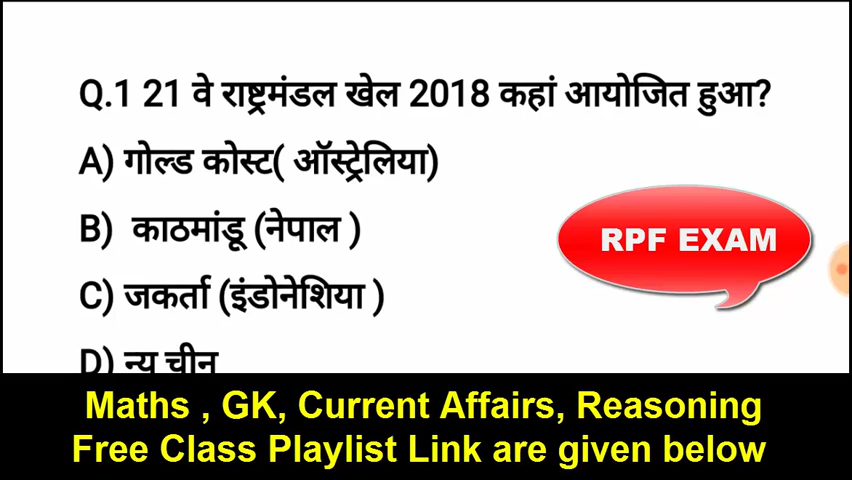 Q.1 21 वे राष्ट्रमंडल खेल 2018 कहां आयोजित हुआ?
A) गोल्ड कोस्ट( ऑस्ट्रेलिया)
B) काठमांडू (नेपाल )
RPF EXAM
C) जकर्ता (इंडोनेशिया )
D) न्यू चीन
Maths , GK, Current Affairs, Reasoning
Free Class Playlist Link are given below